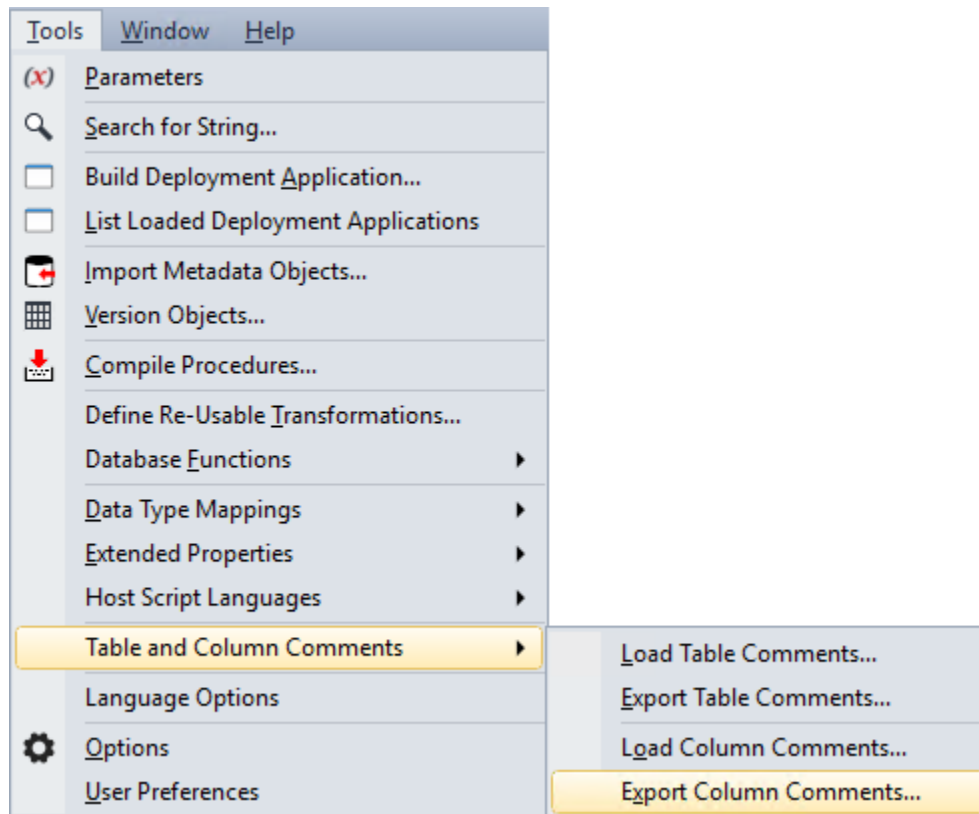 Tools Window Help
(x) Parameters
Search for String...
Build Deployment Application...
List Loaded Deployment Applications
Import Metadata Objects...
Version Objects...
Compile Procedures...
Define Re-Usable Transformations...
Database Functions
Data Type Mappings
Extended Properties
Host Script Languages
Table and Column Comments
Language Options
Options
User Preferences
Load Table Comments...
Export Table Comments...
Load Column Comments...
Export Column Comments...